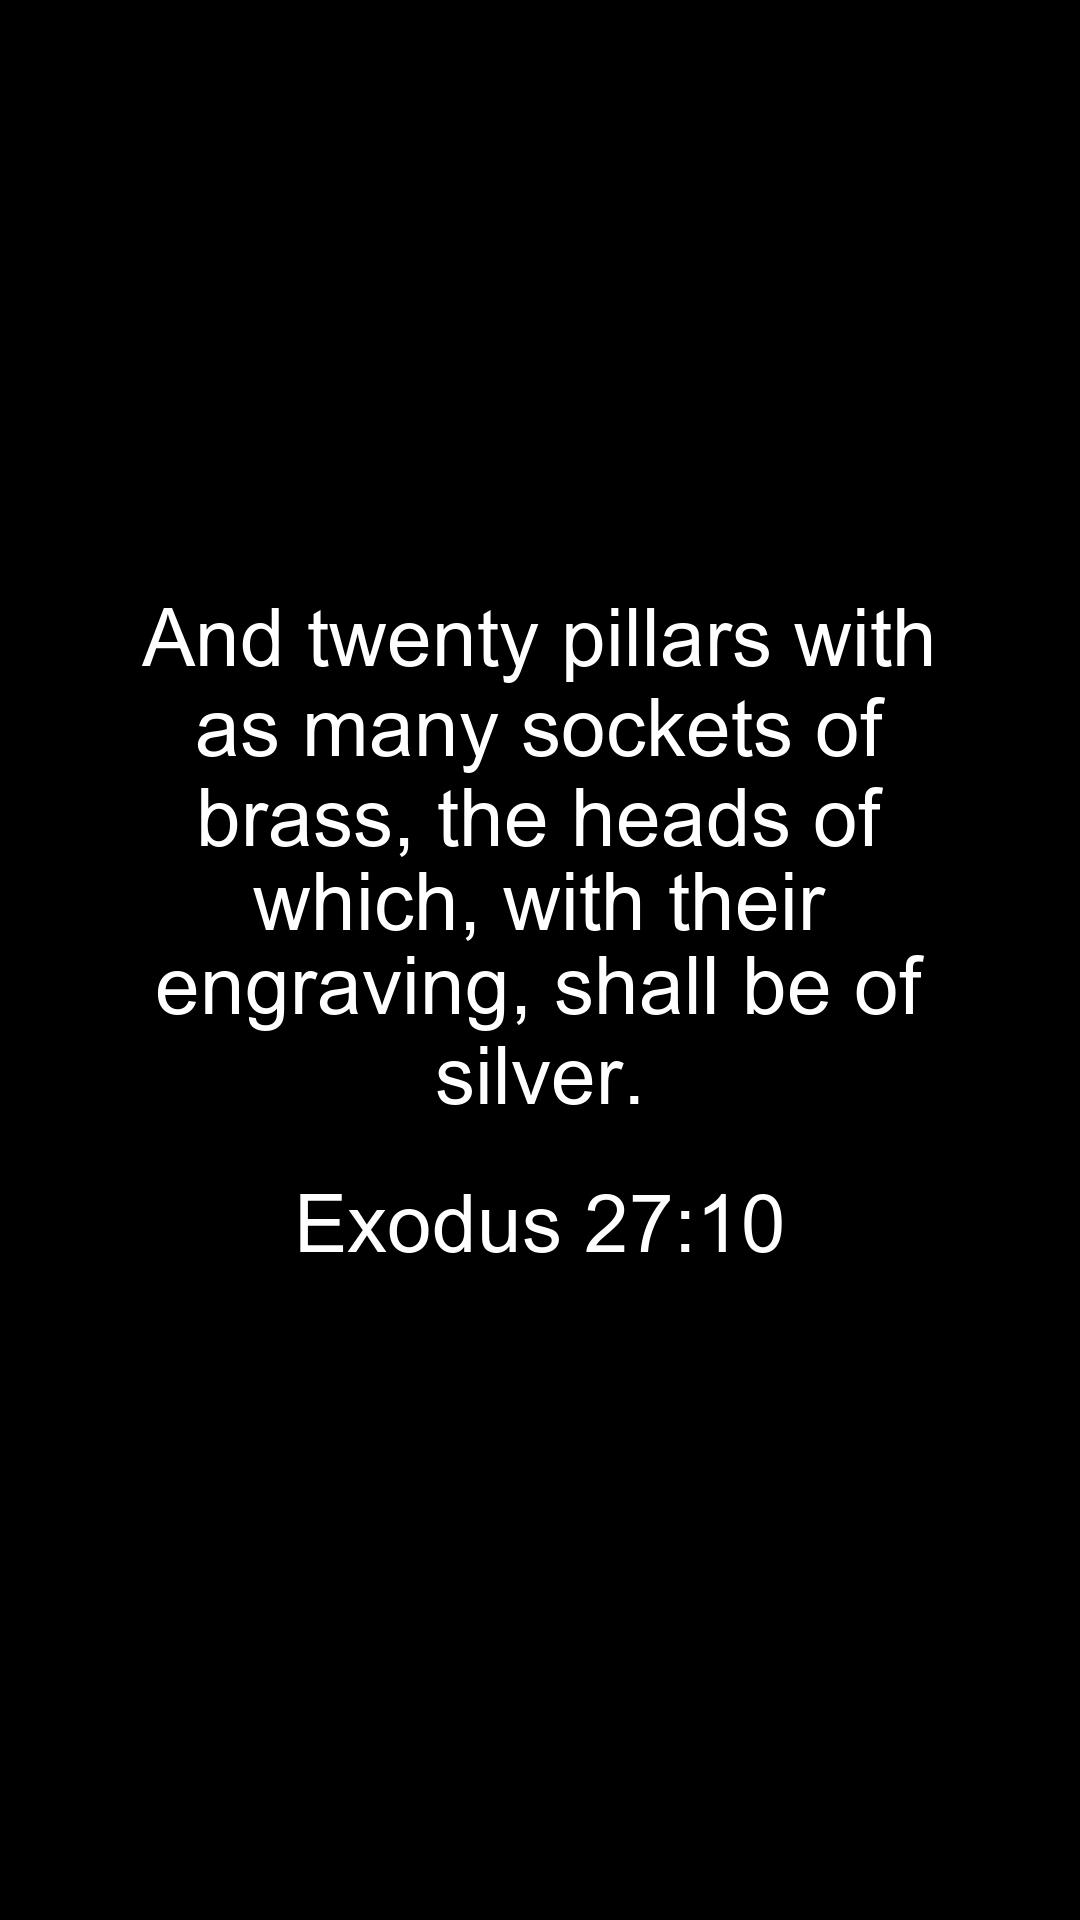 And twenty pillars with
as many sockets of
brass, the heads of
which, with their
engraving, shall be of
silver.
Exodus 27:10